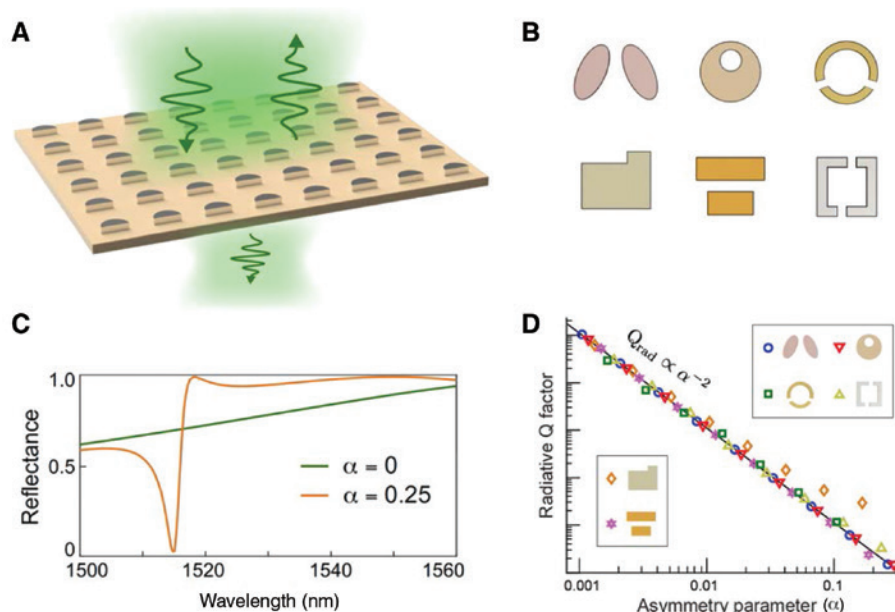 A
B
C
Reflectance
1.0
0.5
0
α = 0
α = 0.25
1500
1520
1540
1560
Wavelength (nm)
D
Radiative Q factor
Q_rad ∝ α⁻²
0.001
0.01
0.1
Asymmetry parameter (α)